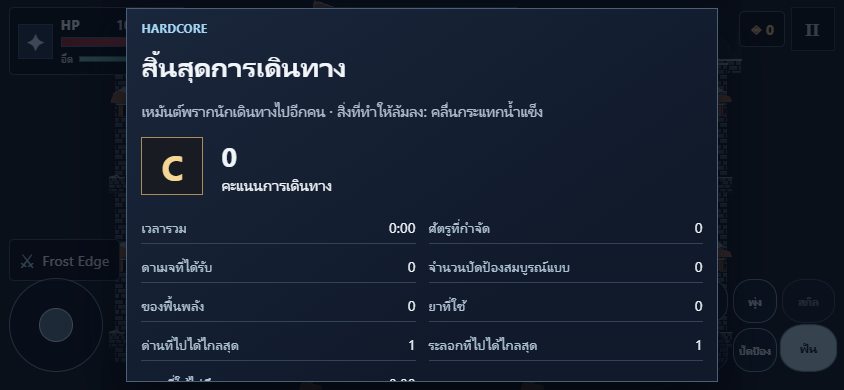 HARDCORE
HP
อึด
0
II
สิ้นสุดการเดินทาง
เหมันต์พรากนักเดินทางไปอีกคน · สิ่งที่ทำให้ล้มลง: คลื่นกระแทกน้ำแข็ง
C
0
คะแนนการเดินทาง
เวลารวม 0:00
ศัตรูที่กำจัด 0
ดาเมจที่ได้รับ 0
จำนวนปัดป้องสมบูรณ์แบบ 0
ของฟื้นพลัง 0
ยาที่ใช้ 0
ด่านที่ไปได้ไกลสุด 1
ระลอกที่ไปได้ไกลสุด 1
Frost Edge
พุ่ง
สกิล
ปัดป้อง
ฟัน